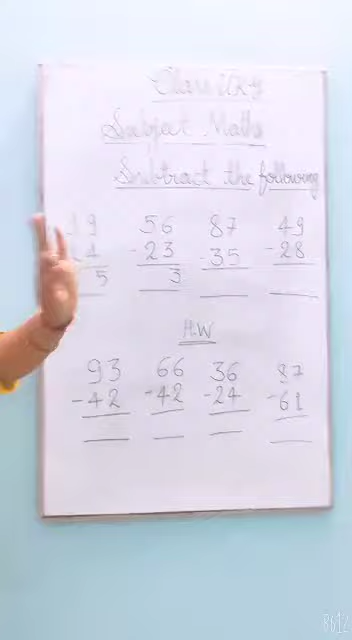 Class UKG
Subject Maths
Subtract the following
9 56 87 49
4 -23 -35 -28
5 3
H.W
93 66 36 87
-42 -42 -24 -61